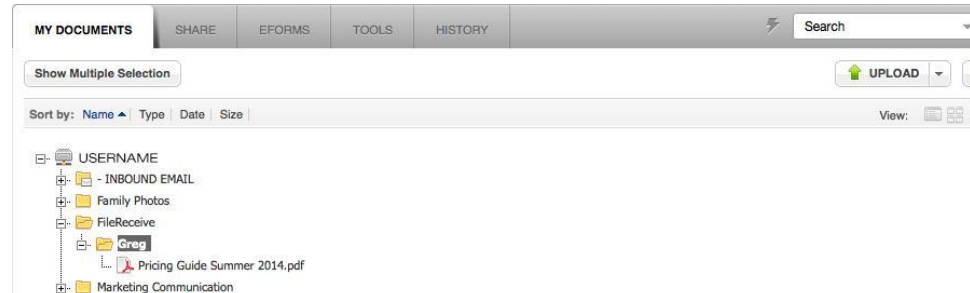 MY DOCUMENTS SHARE EFORMS TOOLS HISTORY Search
Show Multiple Selection UPLOAD
Sort by: Name Type Date Size View:
USERNAME
- INBOUND EMAIL
Family Photos
FileReceive
Greg
Pricing Guide Summer 2014.pdf
Marketing Communication